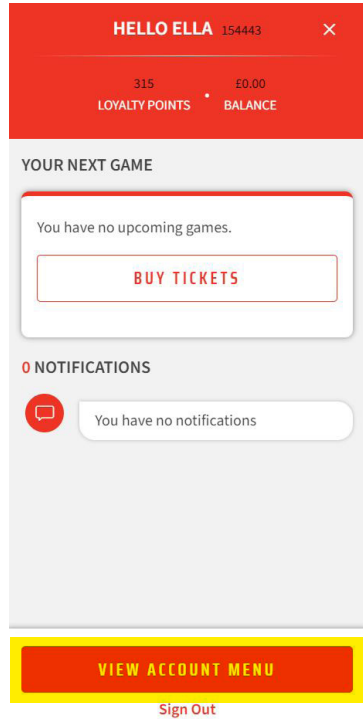 HELLO ELLA 154443
315 £0.00
LOYALTY POINTS • BALANCE
YOUR NEXT GAME
You have no upcoming games.
BUY TICKETS
0 NOTIFICATIONS
You have no notifications
VIEW ACCOUNT MENU
Sign Out